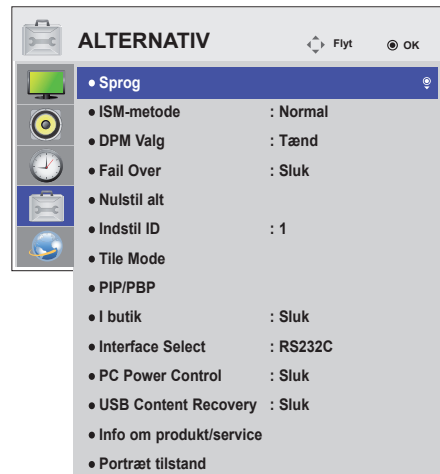 ALTERNATIV Flyt OK
● Sprog
● ISM-metode : Normal
● DPM Valg : Tænd
● Fail Over : Sluk
● Nulstil alt
● Indstil ID : 1
● Tile Mode
● PIP/PBP
● I butik : Sluk
● Interface Select : RS232C
● PC Power Control : Sluk
● USB Content Recovery : Sluk
● Info om produkt/service
● Portræt tilstand